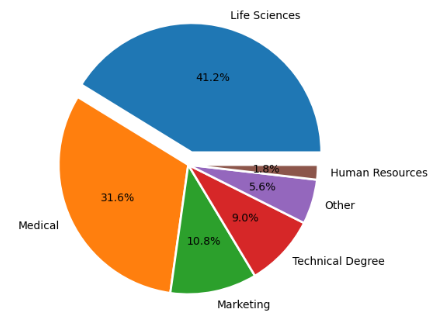 Life Sciences
41.2%
1.8%
Human Resources
5.6%
31.6%
Other
9.0%
Medical
10.8%
Technical Degree
Marketing